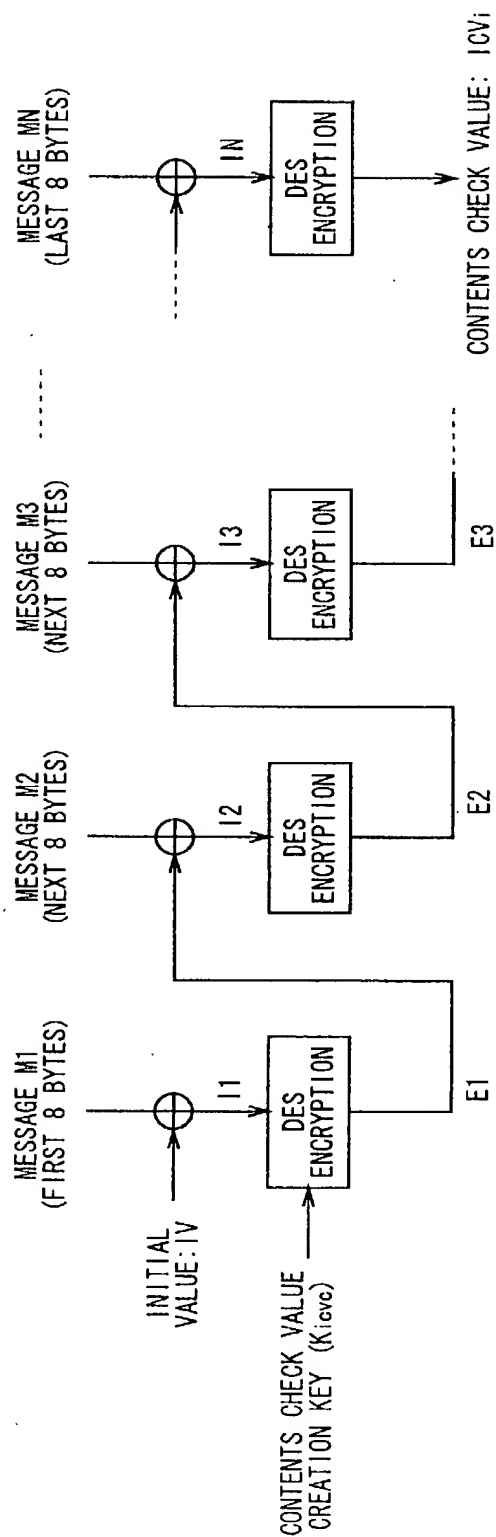 MESSAGE M1
(FIRST 8 BYTES)
MESSAGE M2
(NEXT 8 BYTES)
MESSAGE M3
(NEXT 8 BYTES)
MESSAGE MN
(LAST 8 BYTES)
INITIAL
VALUE:IV
I1
I2
I3
IN
CONTENTS CHECK VALUE
CREATION KEY (Kicvc)
DES
ENCRYPTION
DES
ENCRYPTION
DES
ENCRYPTION
DES
ENCRYPTION
E1
E2
E3
CONTENTS CHECK VALUE: ICVi